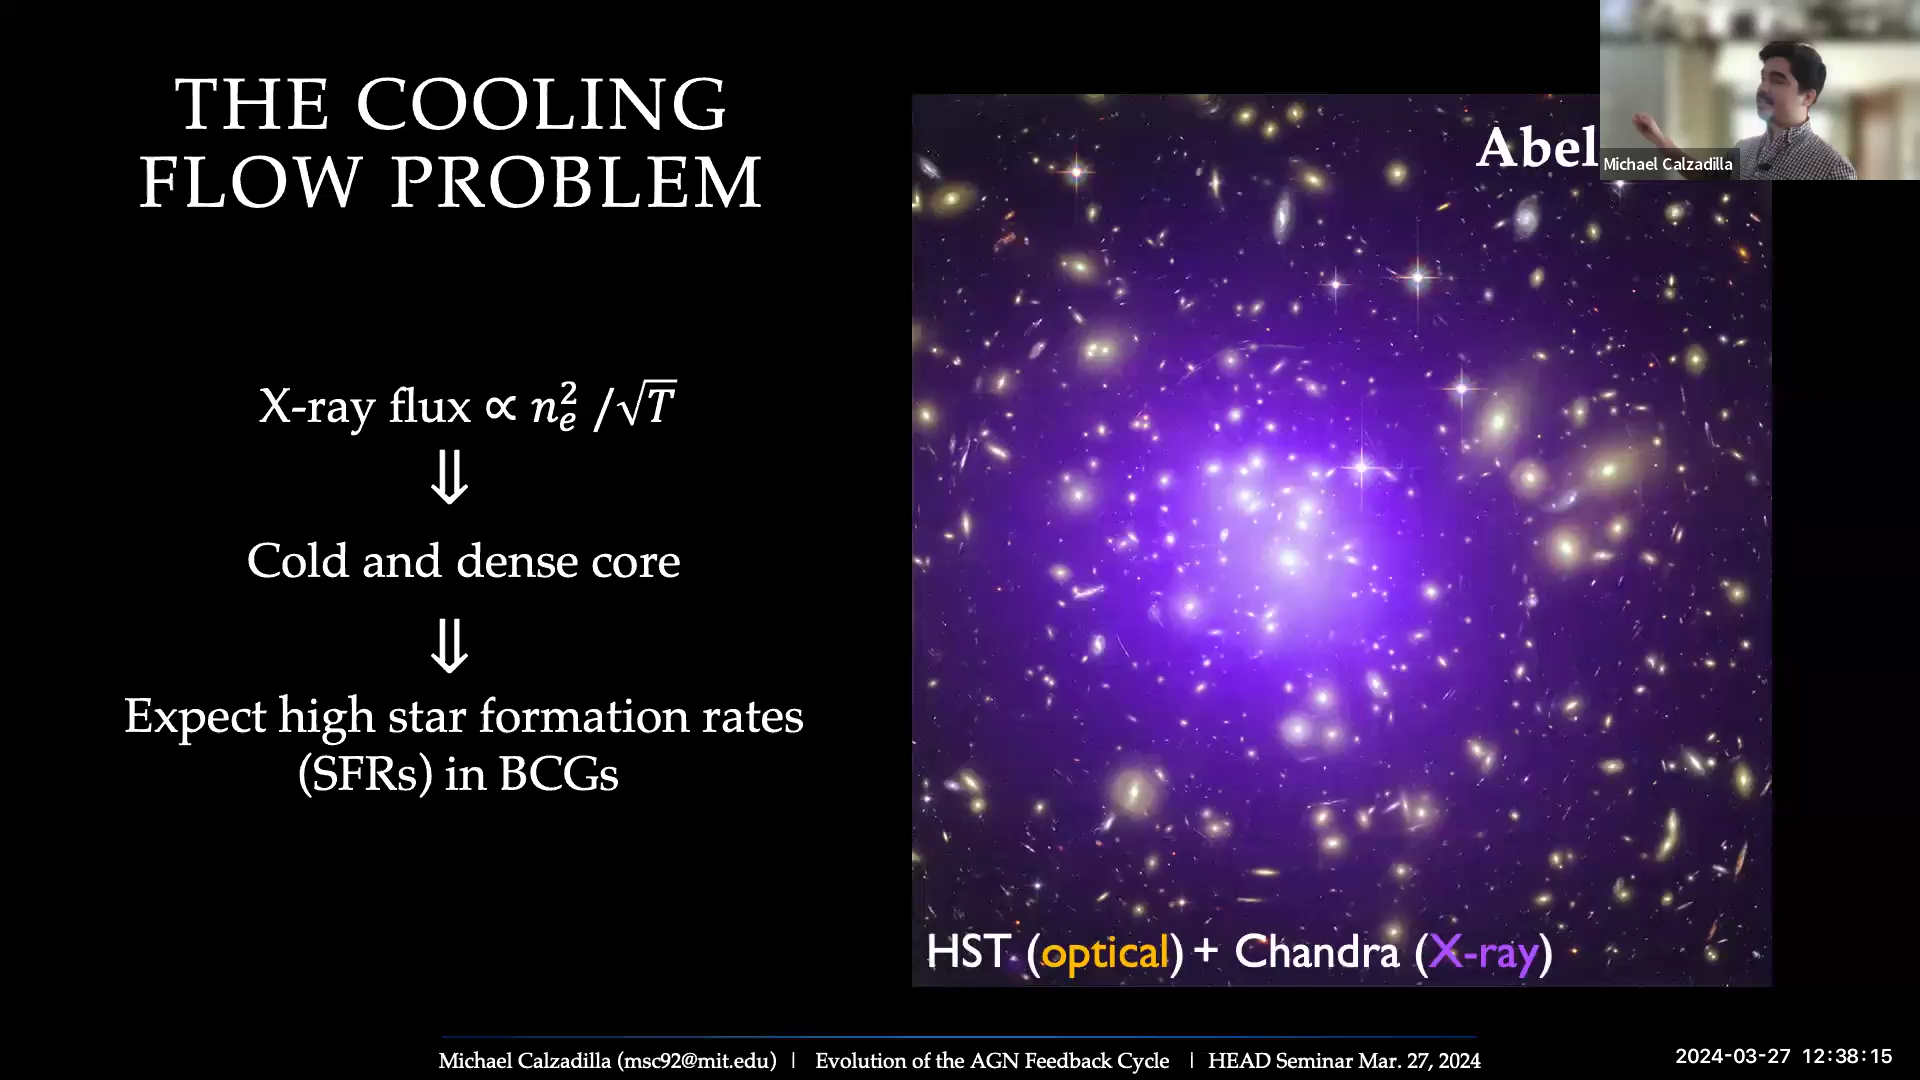 THE COOLING
FLOW PROBLEM
X-ray flux ∝ nₑ² /√T
⇓
Cold and dense core
⇓
Expect high star formation rates
(SFRs) in BCGs
Abel
Michael Calzadilla
HST (optical) + Chandra (X-ray)
Michael Calzadilla (msc92@mit.edu) | Evolution of the AGN Feedback Cycle | HEAD Seminar Mar. 27, 2024
2024-03-27 12:38:15